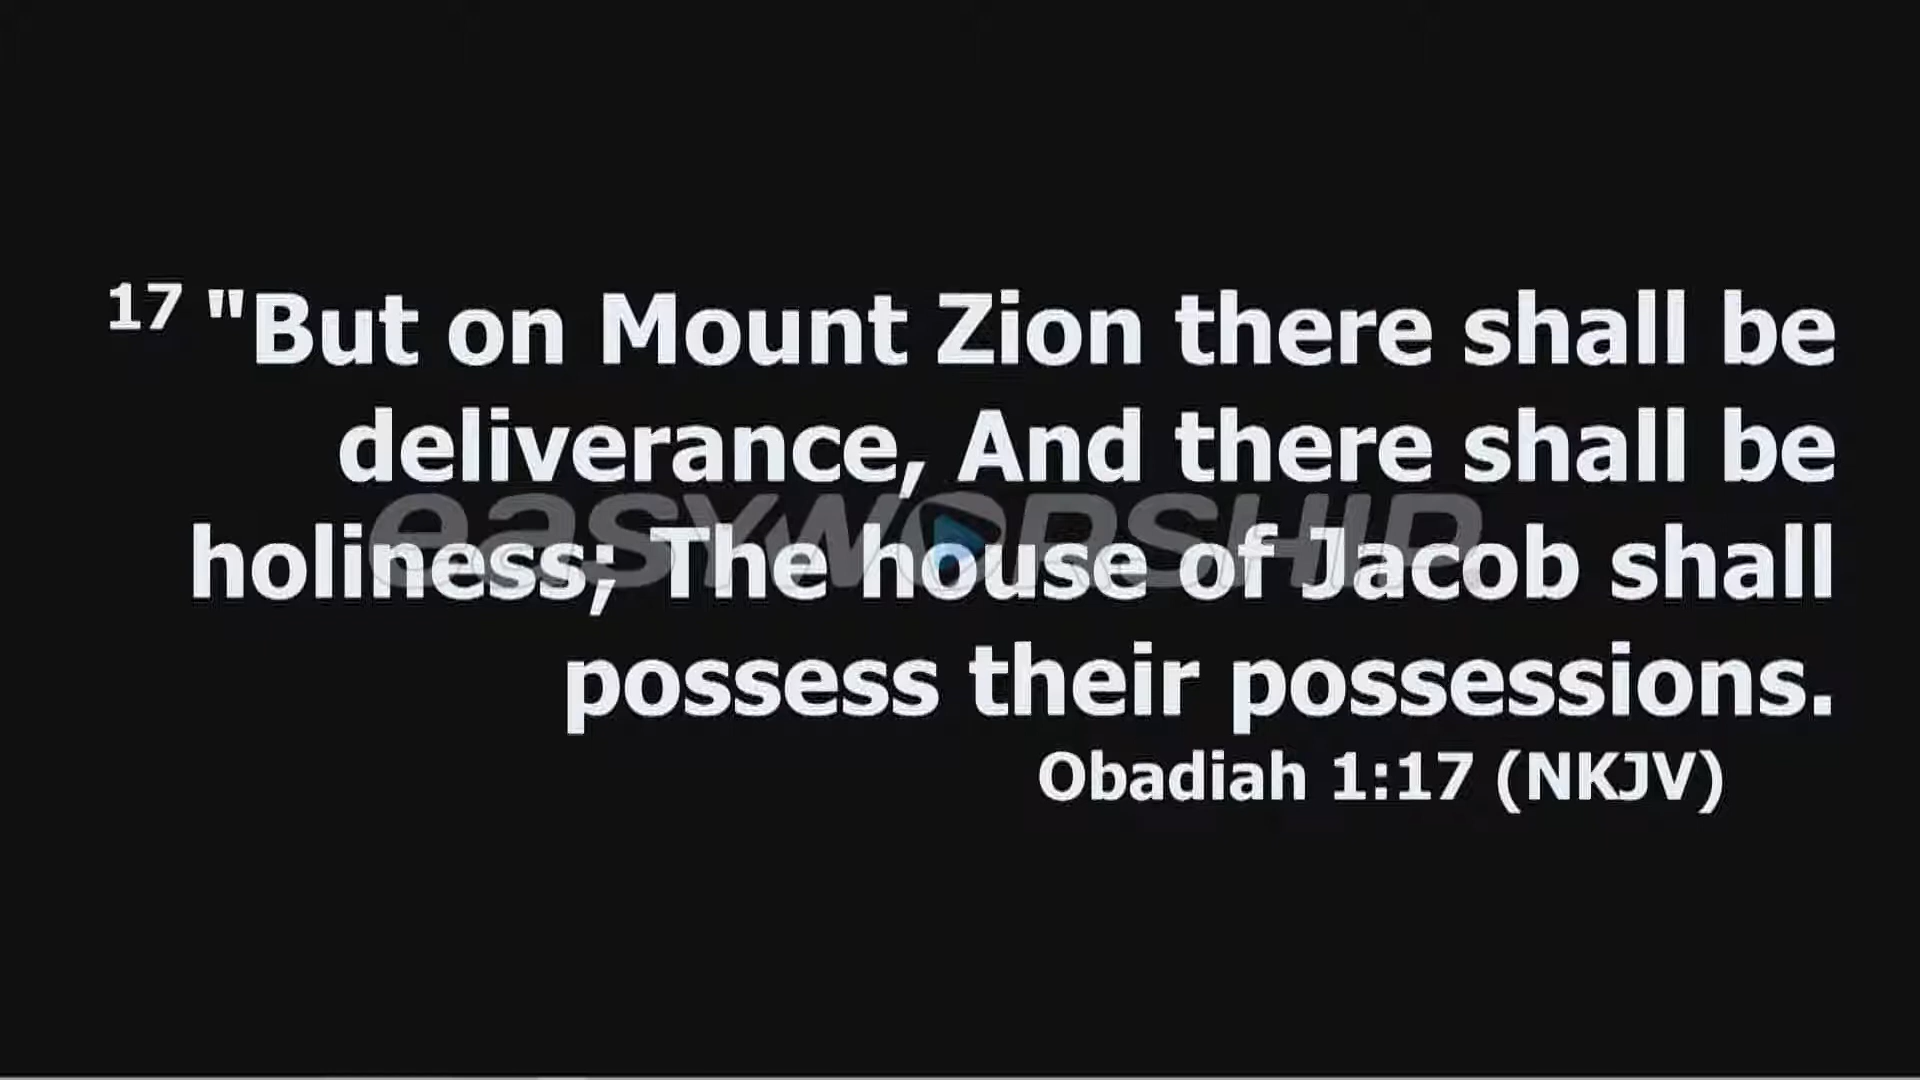 17 "But on Mount Zion there shall be
deliverance, And there shall be
easyWORSHIP
holiness; The house of Jacob shall
possess their possessions.
Obadiah 1:17 (NKJV)